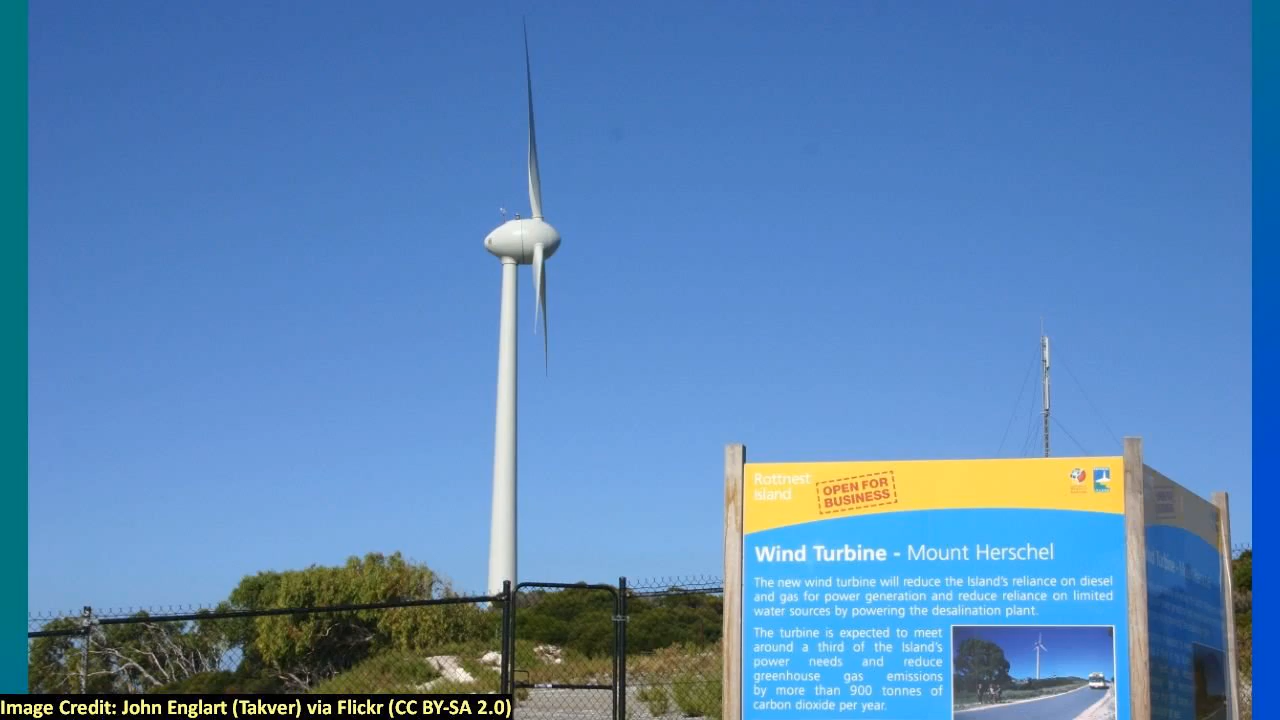 Rottnest
island
OPEN FOR
BUSINESS
Wind Turbine - Mount Herschel
The new wind turbine will reduce the Island's reliance on diesel
and gas for power generation and reduce reliance on limited
water sources by powering the desalination plant.
The turbine is expected to meet
around a third of the Island's
power needs and reduce
greenhouse gas emissions
by more than 900 tonnes of
carbon dioxide per year.
Image Credit: John Englart (Takver) via Flickr (CC BY-SA 2.0)